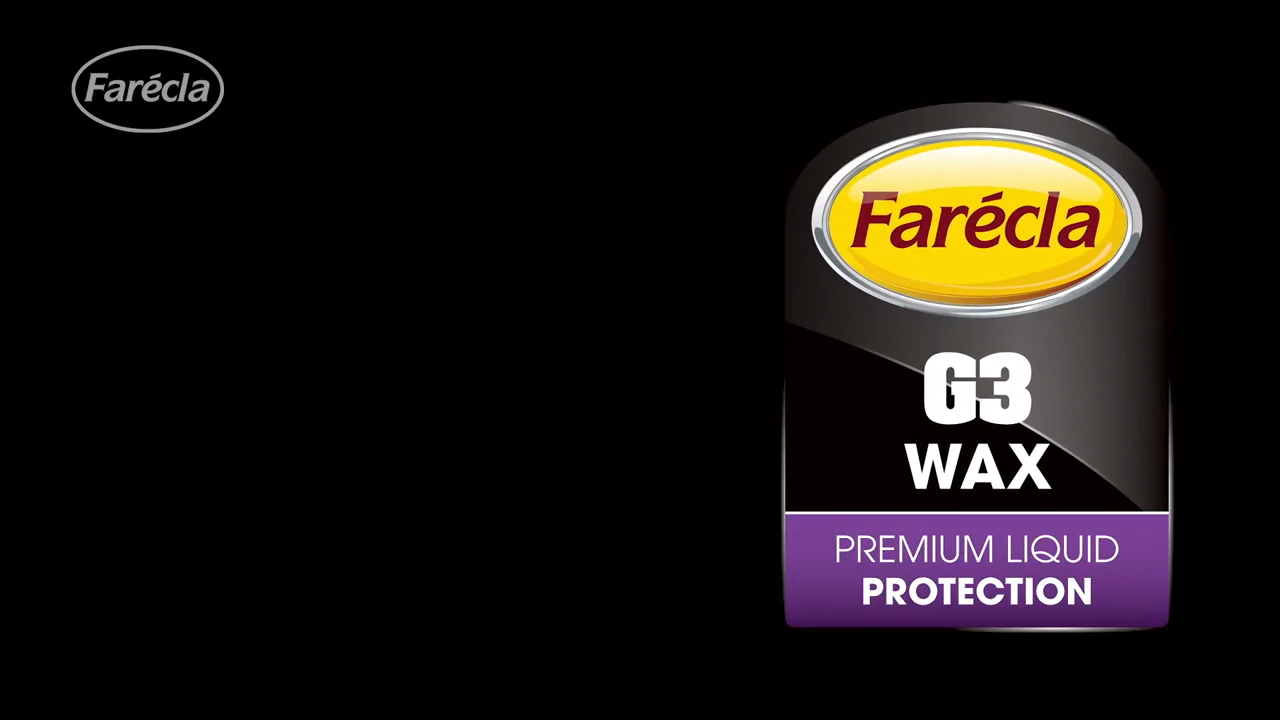 Farécla
Farécla
G3
WAX
PREMIUM LIQUID
PROTECTION